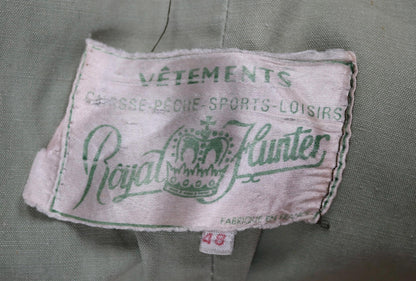 VÊTEMENTS
CHASSE-PÊCHE-SPORTS-LOISIRS
Royal Hunter
FABRIQUÉ EN FRANCE
48